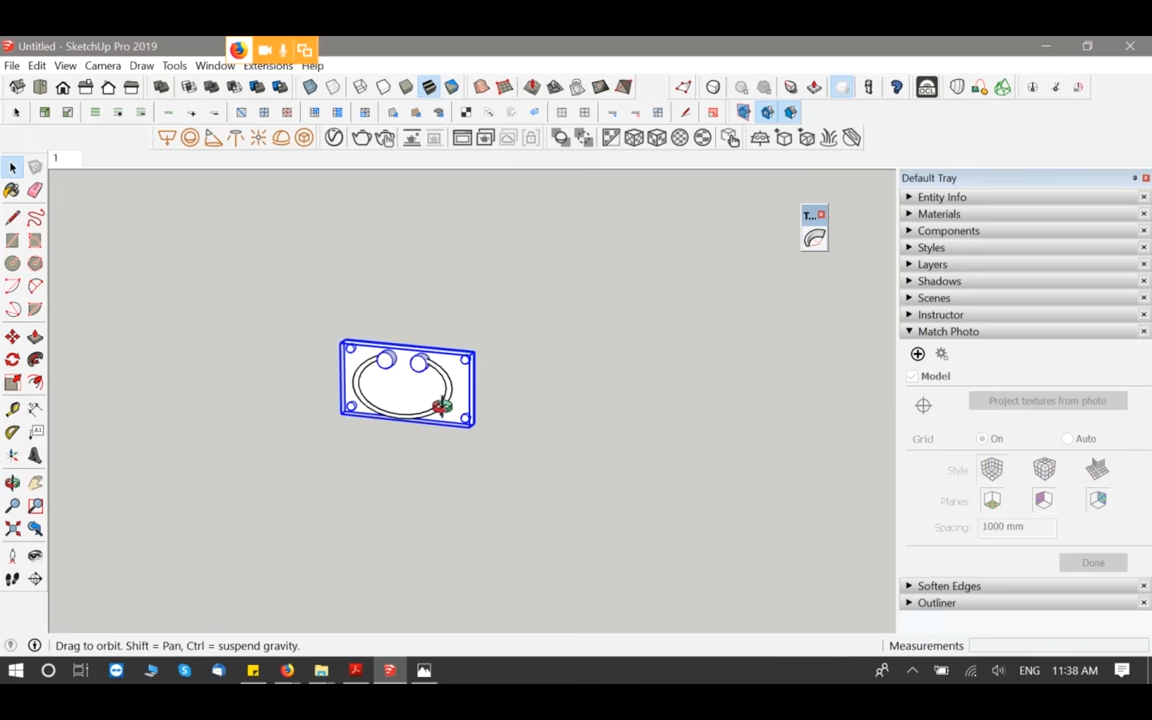 Untitled - SketchUp Pro 2019
File Edit View Camera Draw Tools Window Extensions Help
1
T...
Default Tray
Entity Info
Materials
Components
Styles
Layers
Shadows
Scenes
Instructor
Match Photo
Model
Project textures from photo
Grid On Auto
Style:
Planes:
Spacing: 1000 mm
Done
Soften Edges
Outliner
Drag to orbit. Shift = Pan, Ctrl = suspend gravity.
Measurements
ENG 11:38 AM